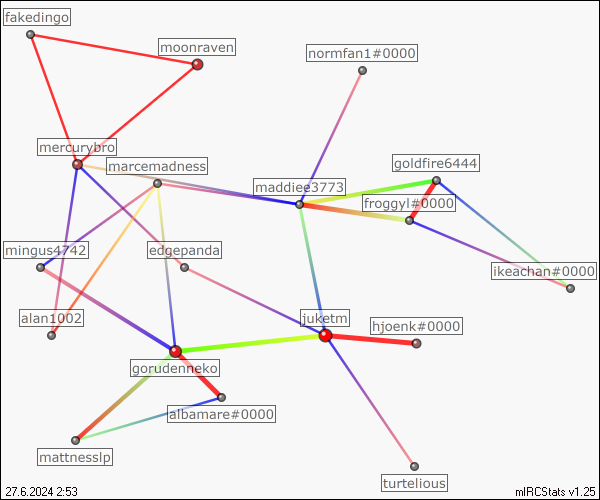 fakedingo
moonraven
normfan1#0000
mercurybro
marcemadness
goldfire6444
maddiee3773
froggyl#0000
mingus4742
edgepanda
ikeachan#0000
alan1002
juketm
hjoenk#0000
gorudenneko
albamare#0000
mattnesslp
turtelious
27.6.2024 2:53
mIRCStats v1.25